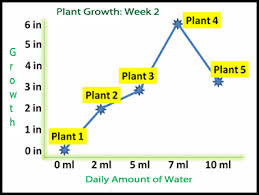 Plant Growth: Week 2
Growth
6 in
5 in
4 in
3 in
2 in
1 in
0 in
Plant 1
Plant 2
Plant 3
Plant 4
Plant 5
0 ml 2 ml 5 ml 7 ml 10 ml
Daily Amount of Water